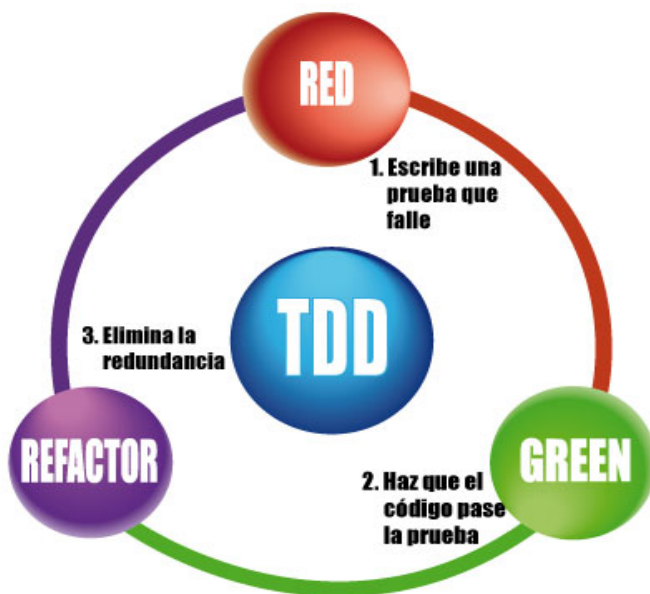 RED
1. Escribe una
prueba que
falle
TDD
3. Elimina la
redundancia
REFACTOR
GREEN
2. Haz que el
código pase
la prueba